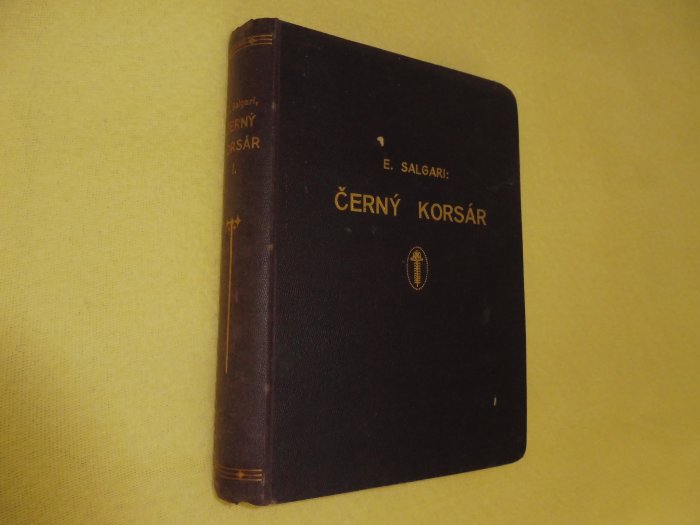 E. SALGARI:
ČERNÝ KORSÁR
Salgari,
ČERNÝ
KORSÁR
I.